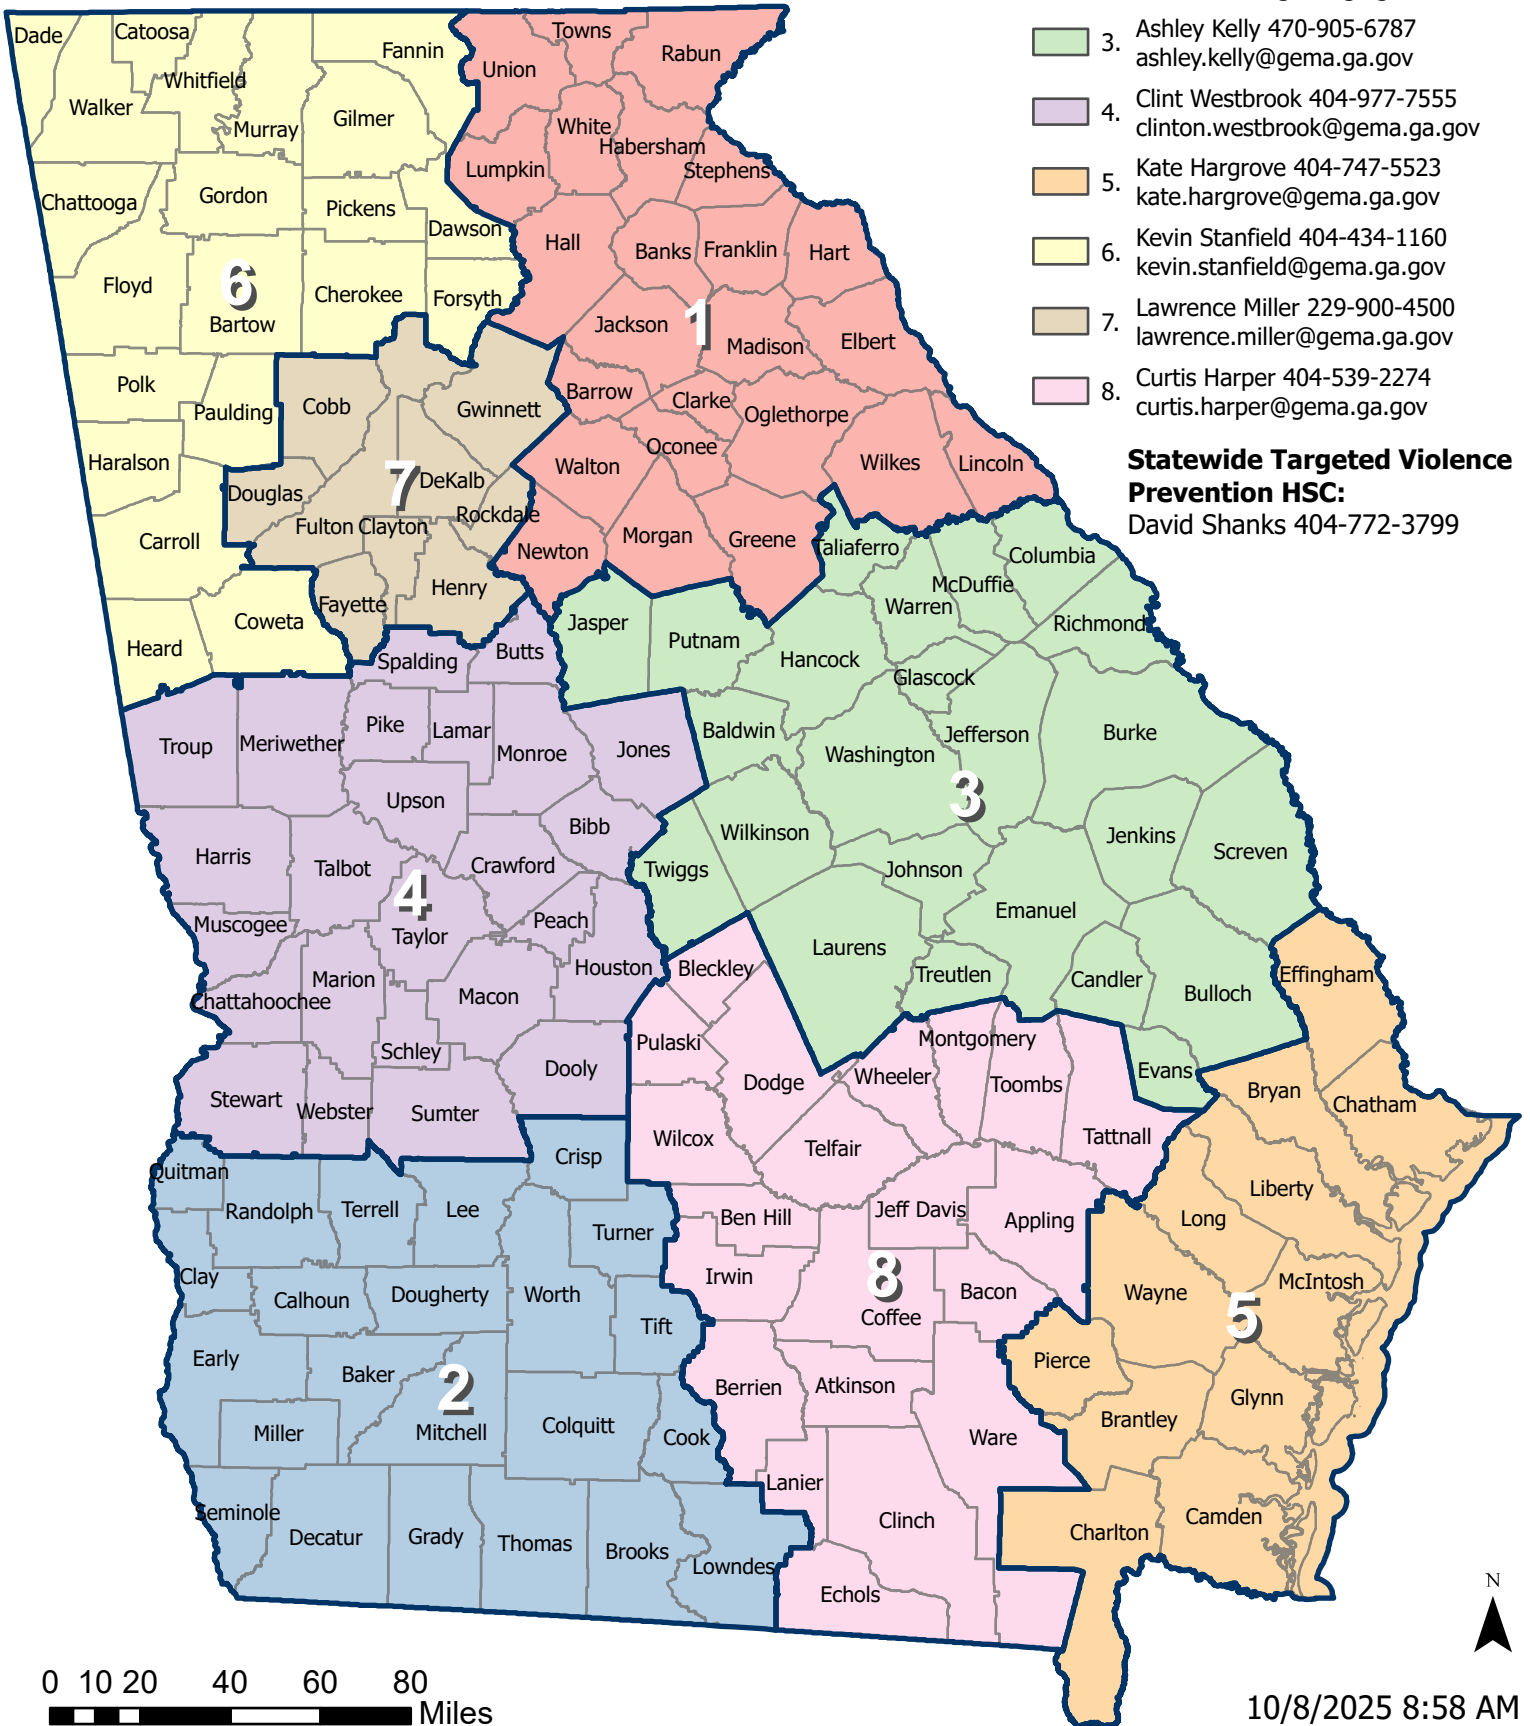 3. Ashley Kelly 470-905-6787
ashley.kelly@gema.ga.gov
4. Clint Westbrook 404-977-7555
clinton.westbrook@gema.ga.gov
5. Kate Hargrove 404-747-5523
kate.hargrove@gema.ga.gov
6. Kevin Stanfield 404-434-1160
kevin.stanfield@gema.ga.gov
7. Lawrence Miller 229-900-4500
lawrence.miller@gema.ga.gov
8. Curtis Harper 404-539-2274
curtis.harper@gema.ga.gov
Statewide Targeted Violence
Prevention HSC:
David Shanks 404-772-3799
Dade
Catoosa
Fannin
Whitfield
Walker
Murray
Gilmer
Chattooga
Gordon
Pickens
Dawson
Floyd
6
Bartow
Cherokee
Forsyth
Polk
Paulding
Haralson
Carroll
Coweta
Heard
Towns
Rabun
Union
White
Habersham
Lumpkin
Stephens
Hall
Banks
Franklin
Hart
Jackson
1
Madison
Elbert
Barrow
Clarke
Oglethorpe
Oconee
Walton
Wilkes
Lincoln
Morgan
Greene
Newton
Cobb
Gwinnett
7
DeKalb
Douglas
Rockdale
Fulton
Clayton
Henry
Fayette
Taliaferro
Columbia
McDuffie
Warren
Richmond
Jasper
Putnam
Hancock
Glascock
Baldwin
Jefferson
Burke
Washington
3
Wilkinson
Jenkins
Screven
Twiggs
Johnson
Emanuel
Laurens
Treutlen
Candler
Bulloch
Evans
Spalding
Butts
Pike
Lamar
Troup
Meriwether
Monroe
Jones
Upson
Bibb
Harris
Talbot
Crawford
4
Muscogee
Taylor
Peach
Houston
Marion
Macon
Chattahoochee
Schley
Dooly
Stewart
Webster
Sumter
Bleckley
Pulaski
Montgomery
Dodge
Wheeler
Toombs
Wilcox
Telfair
Tattnall
Ben Hill
Jeff Davis
Appling
Irwin
8
Bacon
Coffee
Berrien
Atkinson
Ware
Lanier
Clinch
Echols
Effingham
Bryan
Chatham
Liberty
Long
McIntosh
Wayne
5
Pierce
Glynn
Brantley
Camden
Charlton
Quitman
Crisp
Randolph
Terrell
Lee
Turner
Clay
Calhoun
Dougherty
Worth
Tift
Early
Baker
2
Miller
Mitchell
Colquitt
Cook
Seminole
Decatur
Grady
Thomas
Brooks
Lowndes
N
0 10 20 40 60 80
Miles
10/8/2025 8:58 AM